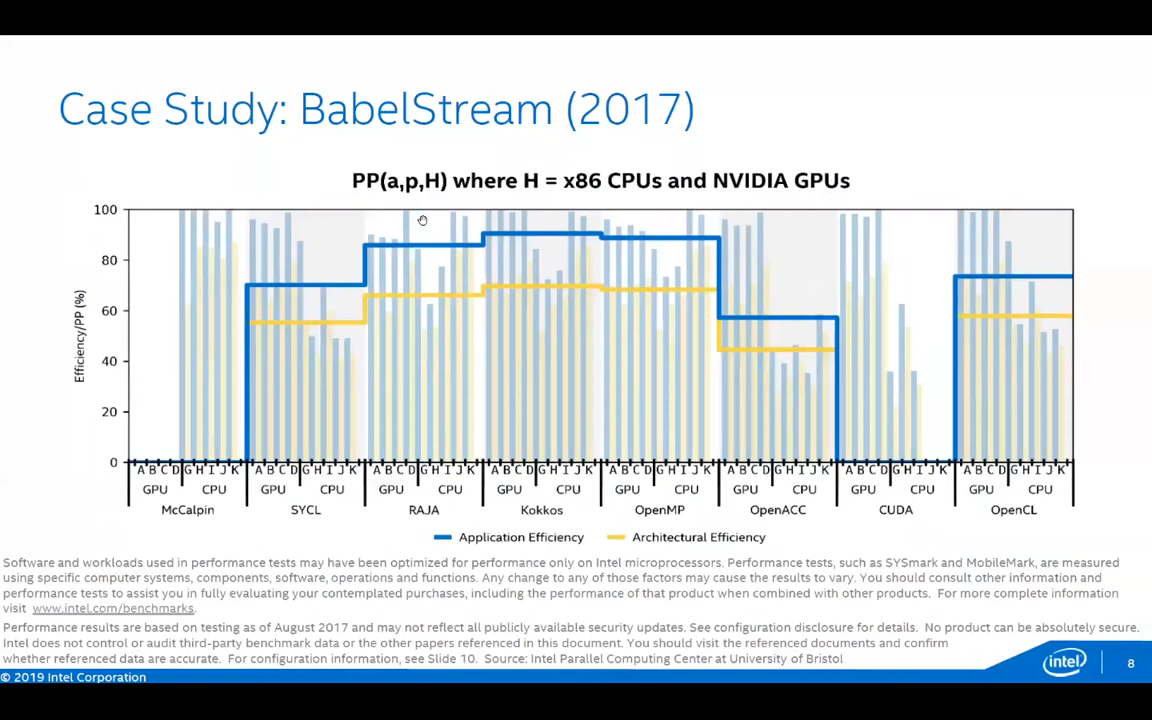 Case Study: BabelStream (2017)
PP(a,p,H) where H = x86 CPUs and NVIDIA GPUs
Efficiency/PP (%)
100
80
60
40
20
0
A B C D G H I J K A B C D G H I J K A B C D G H I J K A B C D G H I J K A B C D G H I J K A B C D G H I J K A B C D G H I J K A B C D G H I J K
GPU CPU GPU CPU GPU CPU GPU CPU GPU CPU GPU CPU GPU CPU GPU CPU
McCalpin SYCL RAJA Kokkos OpenMP OpenACC CUDA OpenCL
Application Efficiency Architectural Efficiency
Software and workloads used in performance tests may have been optimized for performance only on Intel microprocessors. Performance tests, such as SYSmark and MobileMark, are measured
using specific computer systems, components, software, operations and functions. Any change to any of those factors may cause the results to vary. You should consult other information and
performance tests to assist you in fully evaluating your contemplated purchases, including the performance of that product when combined with other products. For more complete information
visit www.intel.com/benchmarks.
Performance results are based on testing as of August 2017 and may not reflect all publicly available security updates. See configuration disclosure for details. No product can be absolutely secure.
Intel does not control or audit third-party benchmark data or the other papers referenced in this document. You should visit the referenced documents and confirm
whether referenced data are accurate. For configuration information, see Slide 10. Source: Intel Parallel Computing Center at University of Bristol
intel
8
© 2019 Intel Corporation